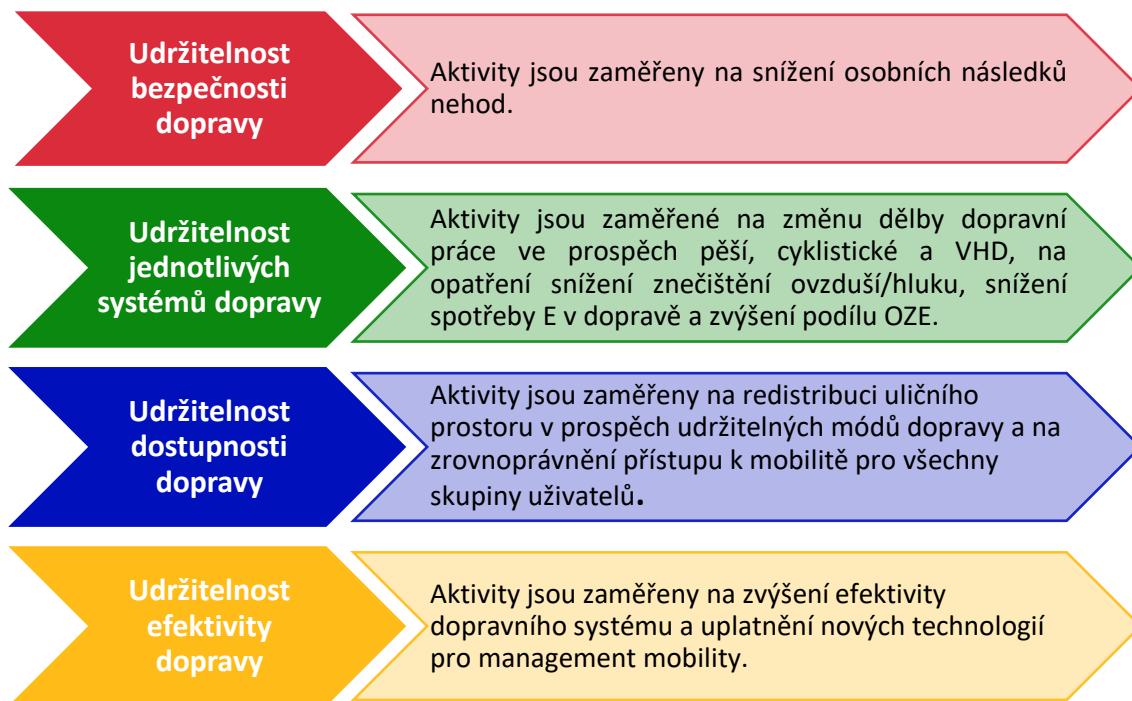 Udržitelnost
bezpečnosti
dopravy
Aktivity jsou zaměřeny na snížení osobních následků
nehod.
Udržitelnost
jednotlivých
systémů dopravy
Aktivity jsou zaměřené na změnu dělby dopravní
práce ve prospěch pěší, cyklistické a VHD, na
opatření snížení znečištění ovzduší/hluku, snížení
spotřeby E v dopravě a zvýšení podílu OZE.
Udržitelnost
dostupnosti
dopravy
Aktivity jsou zaměřeny na redistribuci uličního
prostoru v prospěch udržitelných módů dopravy a na
zrovnoprávnění přístupu k mobilitě pro všechny
skupiny uživatelů.
Udržitelnost
efektivity
dopravy
Aktivity jsou zaměřeny na zvýšení efektivity
dopravního systému a uplatnění nových technologií
pro management mobility.